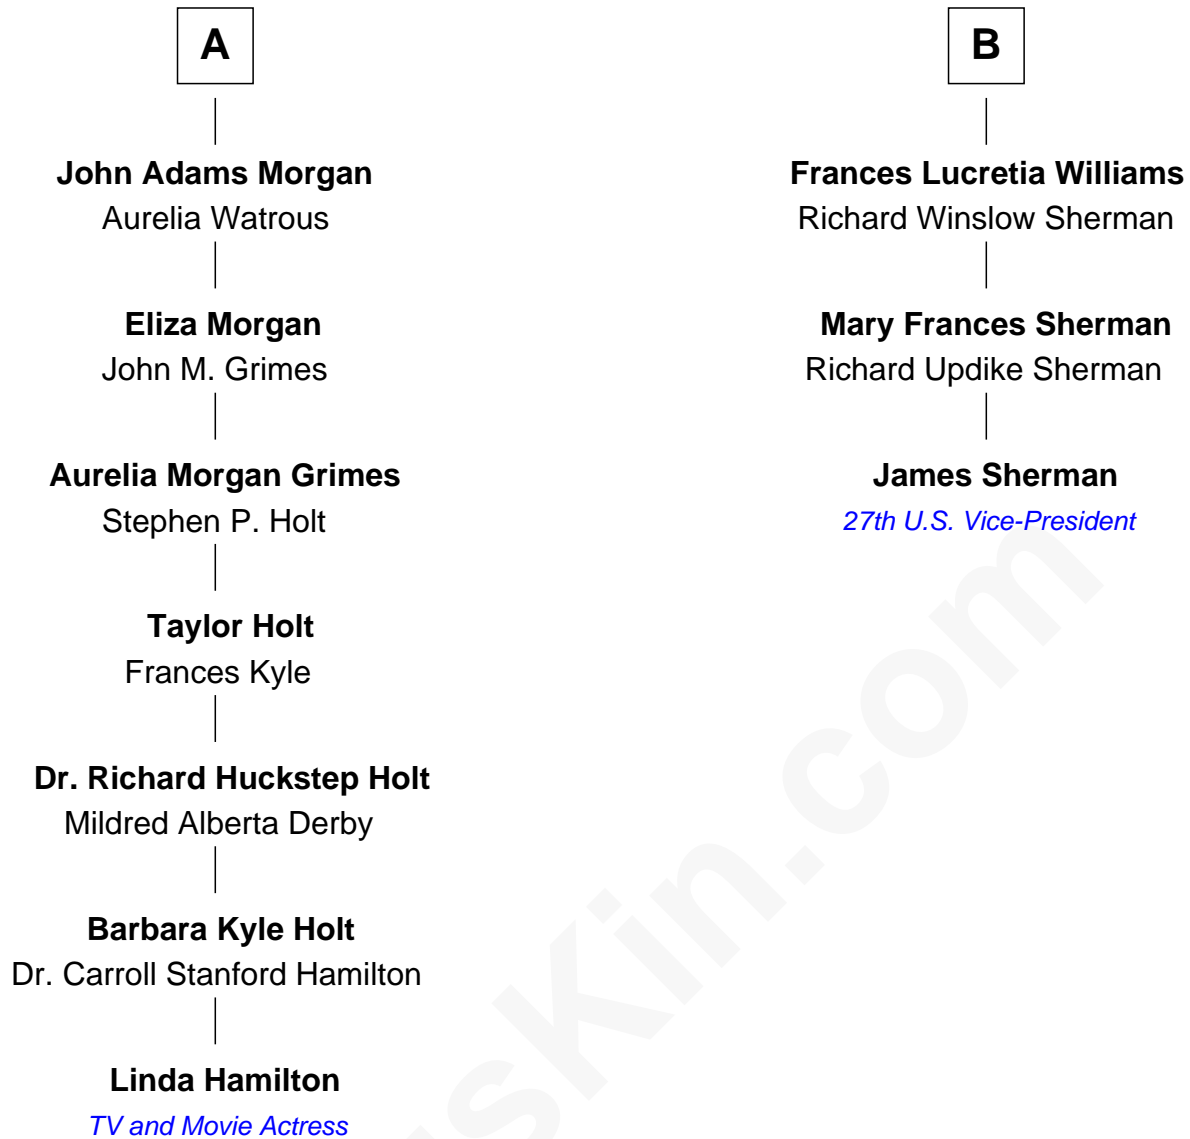 A
John Adams Morgan
Aurelia Watrous
Eliza Morgan
John M. Grimes
Aurelia Morgan Grimes
Stephen P. Holt
Taylor Holt
Frances Kyle
Dr. Richard Huckstep Holt
Mildred Alberta Derby
Barbara Kyle Holt
Dr. Carroll Stanford Hamilton
Linda Hamilton
TV and Movie Actress
B
Frances Lucretia Williams
Richard Winslow Sherman
Mary Frances Sherman
Richard Updike Sherman
James Sherman
27th U.S. Vice-President